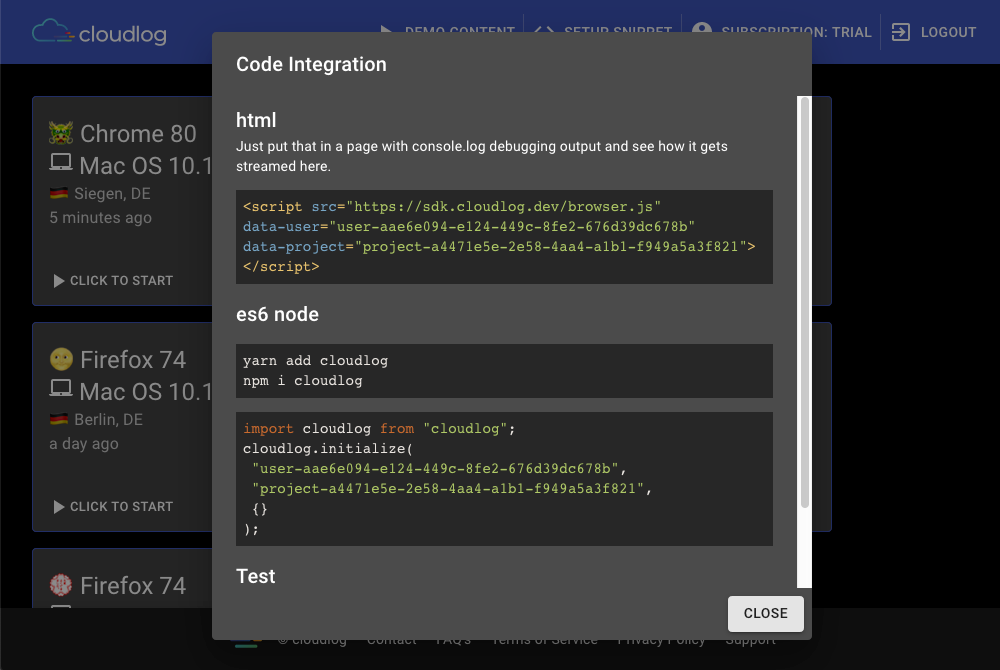 cloudlog
DEMO CONTENT
SETUP SNIPPET
SUBSCRIPTION: TRIAL
LOGOUT
Code Integration
html
Just put that in a page with console.log debugging output and see how it gets
streamed here.
<script src="https://sdk.cloudlog.dev/browser.js"
data-user="user-aae6e094-e124-449c-8fe2-676d39dc678b"
data-project="project-a4471e5e-2e58-4aa4-a1b1-f949a5a3f821">
</script>
es6 node
yarn add cloudlog
npm i cloudlog
import cloudlog from "cloudlog";
cloudlog.initialize(
"user-aae6e094-e124-449c-8fe2-676d39dc678b",
"project-a4471e5e-2e58-4aa4-a1b1-f949a5a3f821",
{}
);
Test
CLOSE
Chrome 80
Mac OS 10.1
Siegen, DE
5 minutes ago
CLICK TO START
Firefox 74
Mac OS 10.1
Berlin, DE
a day ago
CLICK TO START
Firefox 74
© cloudlog
Contact
FAQ's
Terms of Service
Privacy Policy
Support